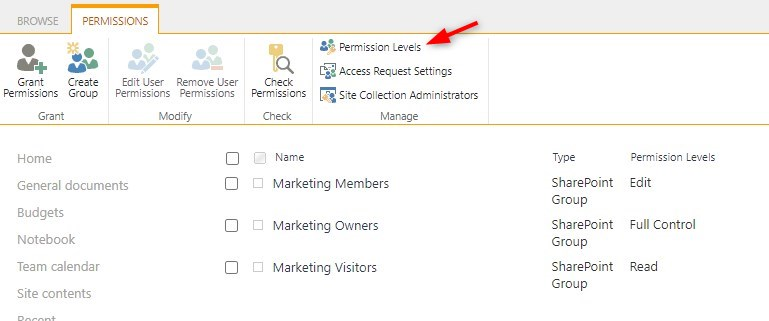 BROWSE PERMISSIONS
Grant Permissions
Create Group
Edit User Permissions
Remove User Permissions
Check Permissions
Permission Levels
Access Request Settings
Site Collection Administrators
Grant Modify Check Manage
Home
General documents
Budgets
Notebook
Team calendar
Site contents
Recent
Name Type Permission Levels
Marketing Members SharePoint Group Edit
Marketing Owners SharePoint Group Full Control
Marketing Visitors SharePoint Group Read